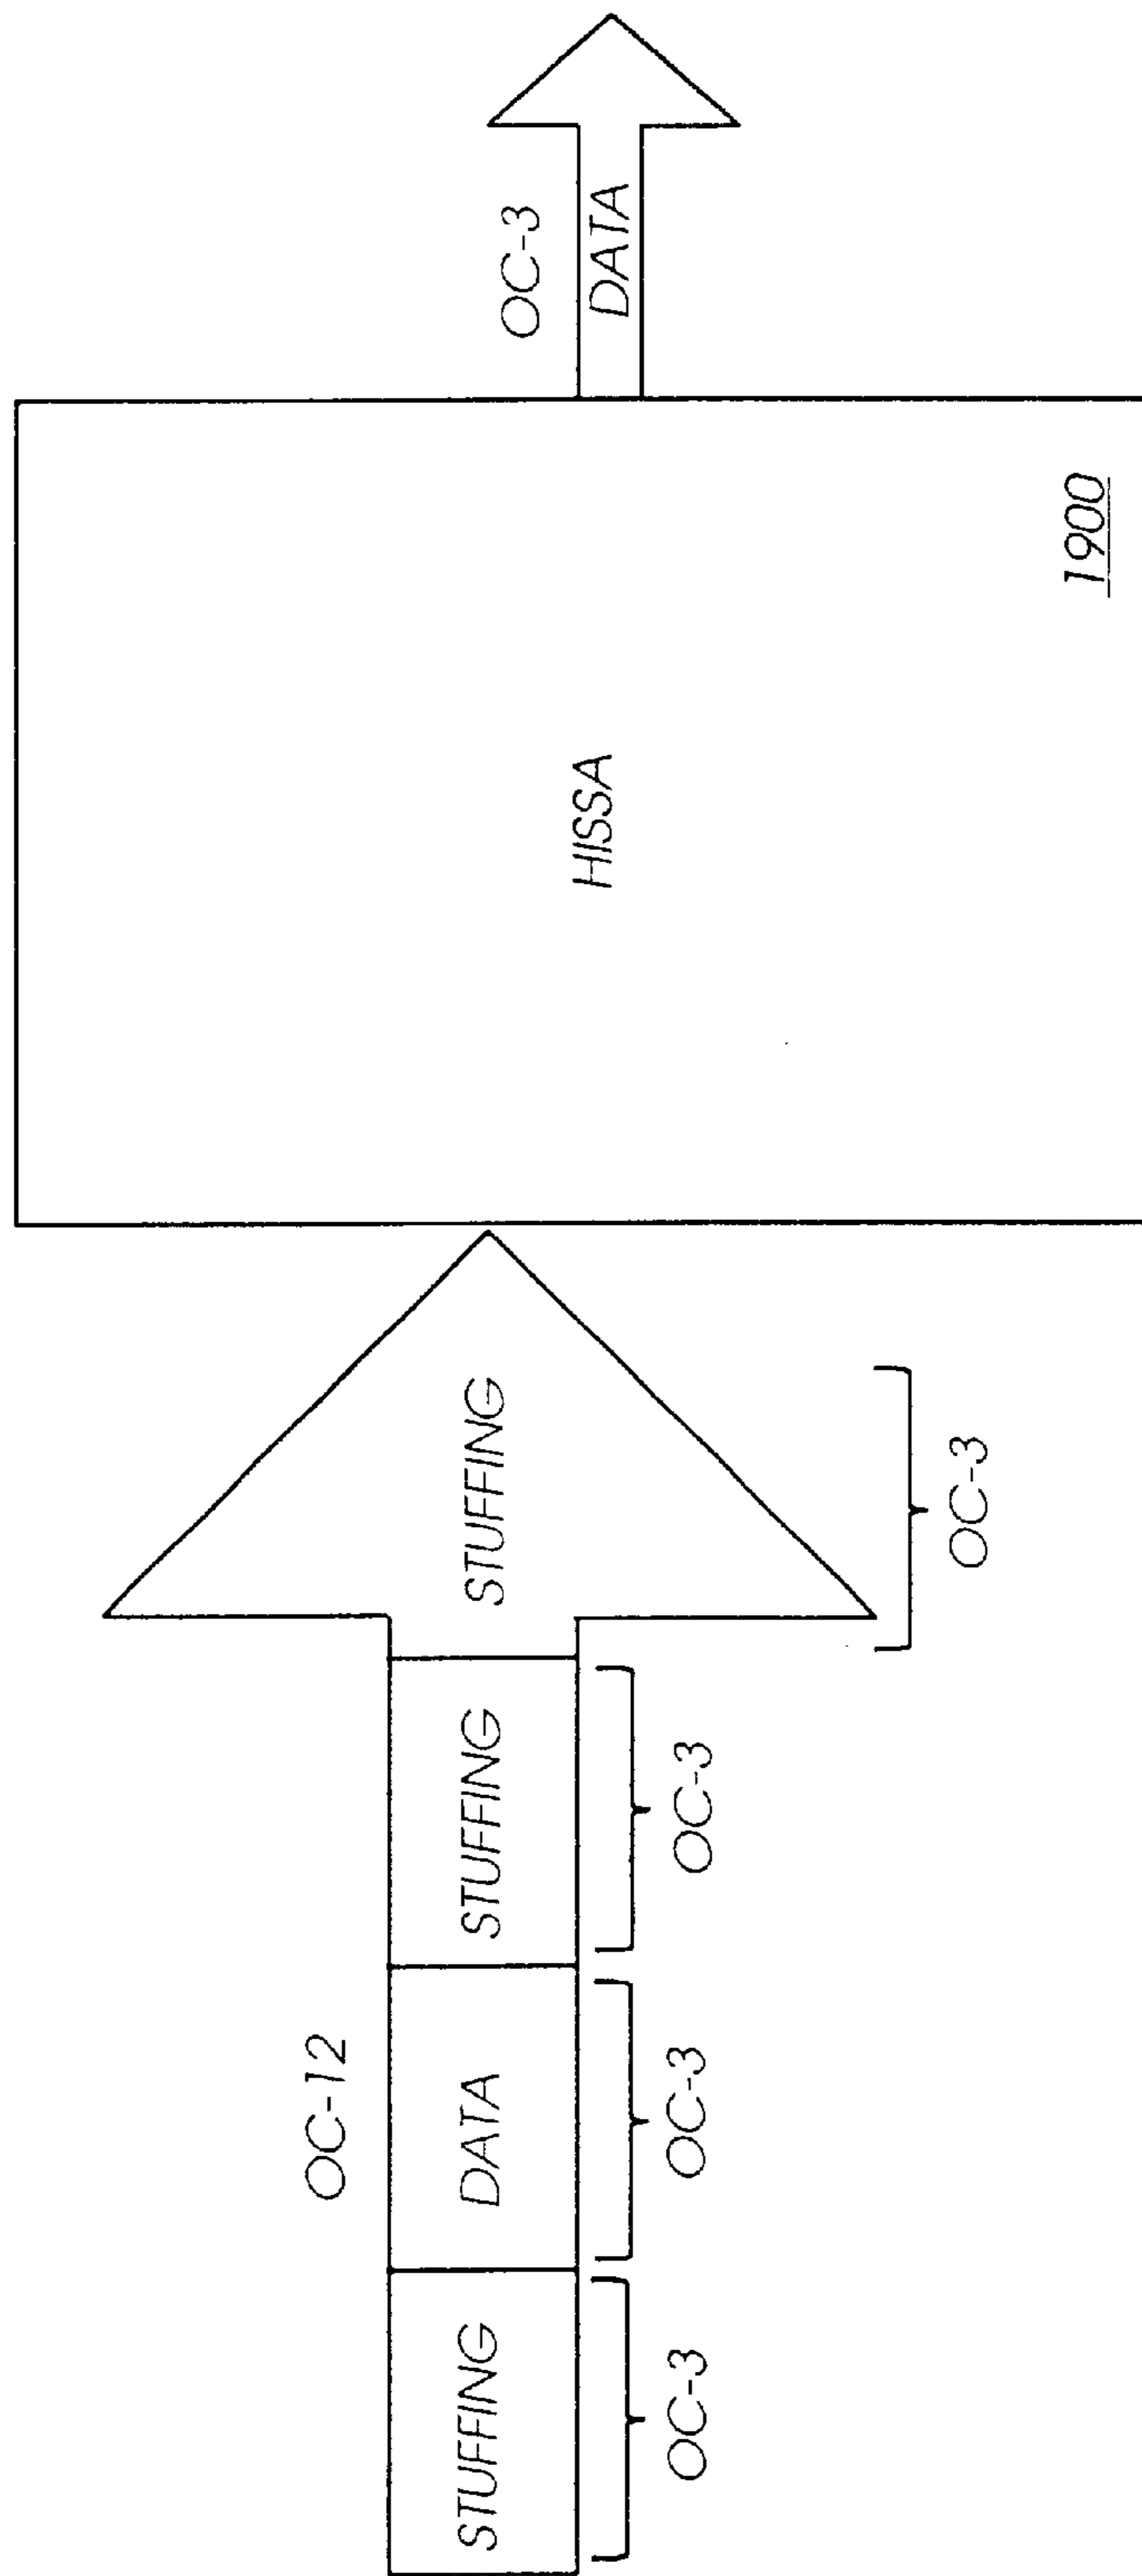 OC-12
STUFFING
DATA
STUFFING
STUFFING
OC-3
OC-3
OC-3
OC-3
HISSA
1900
OC-3
DATA